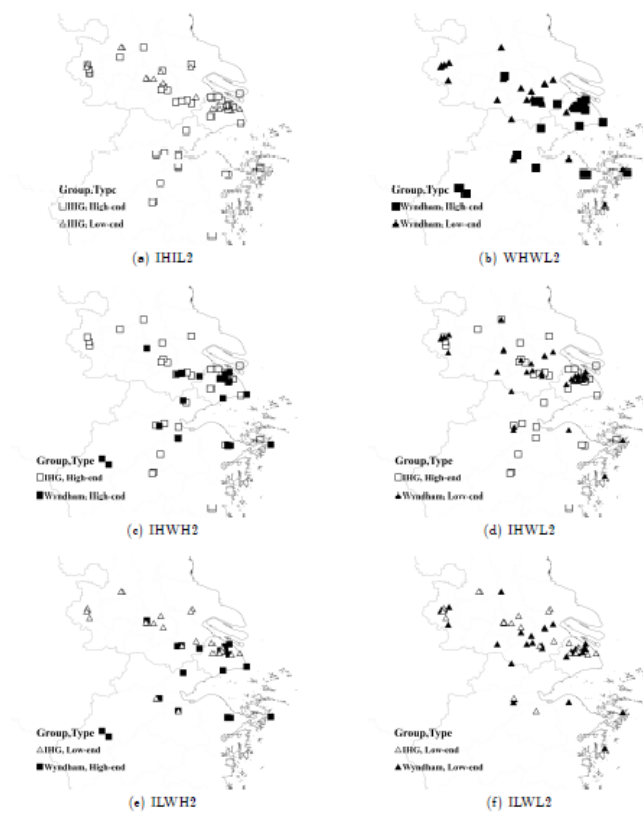 Group,Type
IHG, High-end
IHG, Low-end
(a) IHIL2
Group,Type
Wyndham, High-end
Wyndham, Low-end
(b) WHWL2
Group,Type
IHG, High-end
Wyndham, High-end
(c) IHWH2
Group,Type
IHG, High-end
Wyndham, Low-end
(d) IHWL2
Group,Type
IHG, Low-end
Wyndham, High-end
(e) ILWH2
Group,Type
IHG, Low-end
Wyndham, Low-end
(f) ILWL2